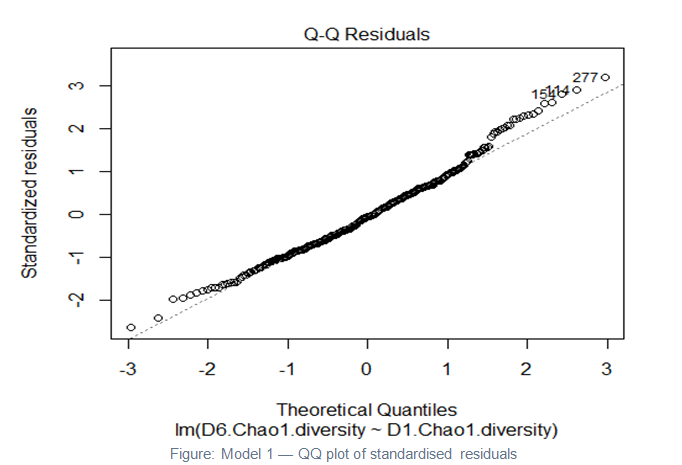 Q-Q Residuals
Standardized residuals
3
2
1
0
-1
-2
277
114
154
-3 -2 -1 0 1 2 3
Theoretical Quantiles
lm(D6.Chao1.diversity ~ D1.Chao1.diversity)
Figure: Model 1 — QQ plot of standardised residuals